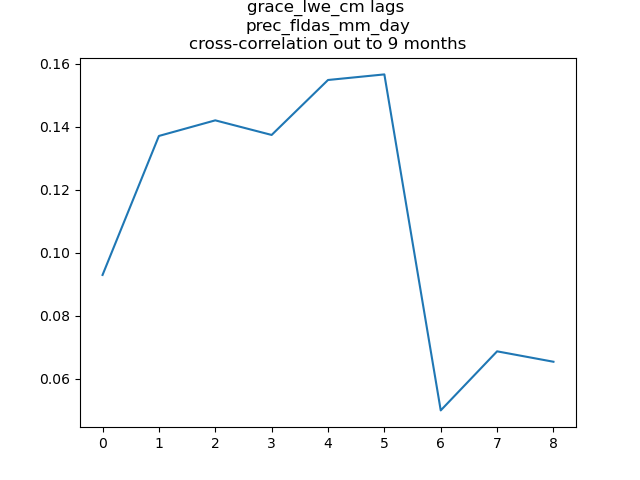 grace_lwe_cm lags
prec_fldas_mm_day
cross-correlation out to 9 months
0.16
0.14
0.12
0.10
0.08
0.06
0 1 2 3 4 5 6 7 8